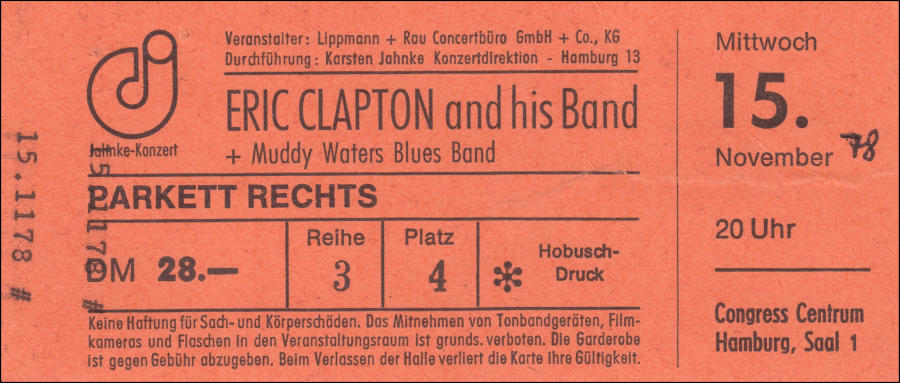 Veranstalter: Lippmann + Rau Concertbüro GmbH + Co., KG
Durchführung: Karsten Jahnke Konzertdirektion - Hamburg 13
Jahnke-Konzert
ERIC CLAPTON and his Band
+ Muddy Waters Blues Band
PARKETT RECHTS
DM 28.—
Reihe
3
Platz
4
Hobusch-
Druck
Keine Haftung für Sach- und Körperschäden. Das Mitnehmen von Tonbandgeräten, Film-
kameras und Flaschen in den Veranstaltungsraum ist grunds. verboten. Die Garderobe
ist gegen Gebühr abzugeben. Beim Verlassen der Halle verliert die Karte ihre Gültigkeit.
Mittwoch
15.
November 78
20 Uhr
Congress Centrum
Hamburg, Saal 1
15.1178 #
15.1178 #